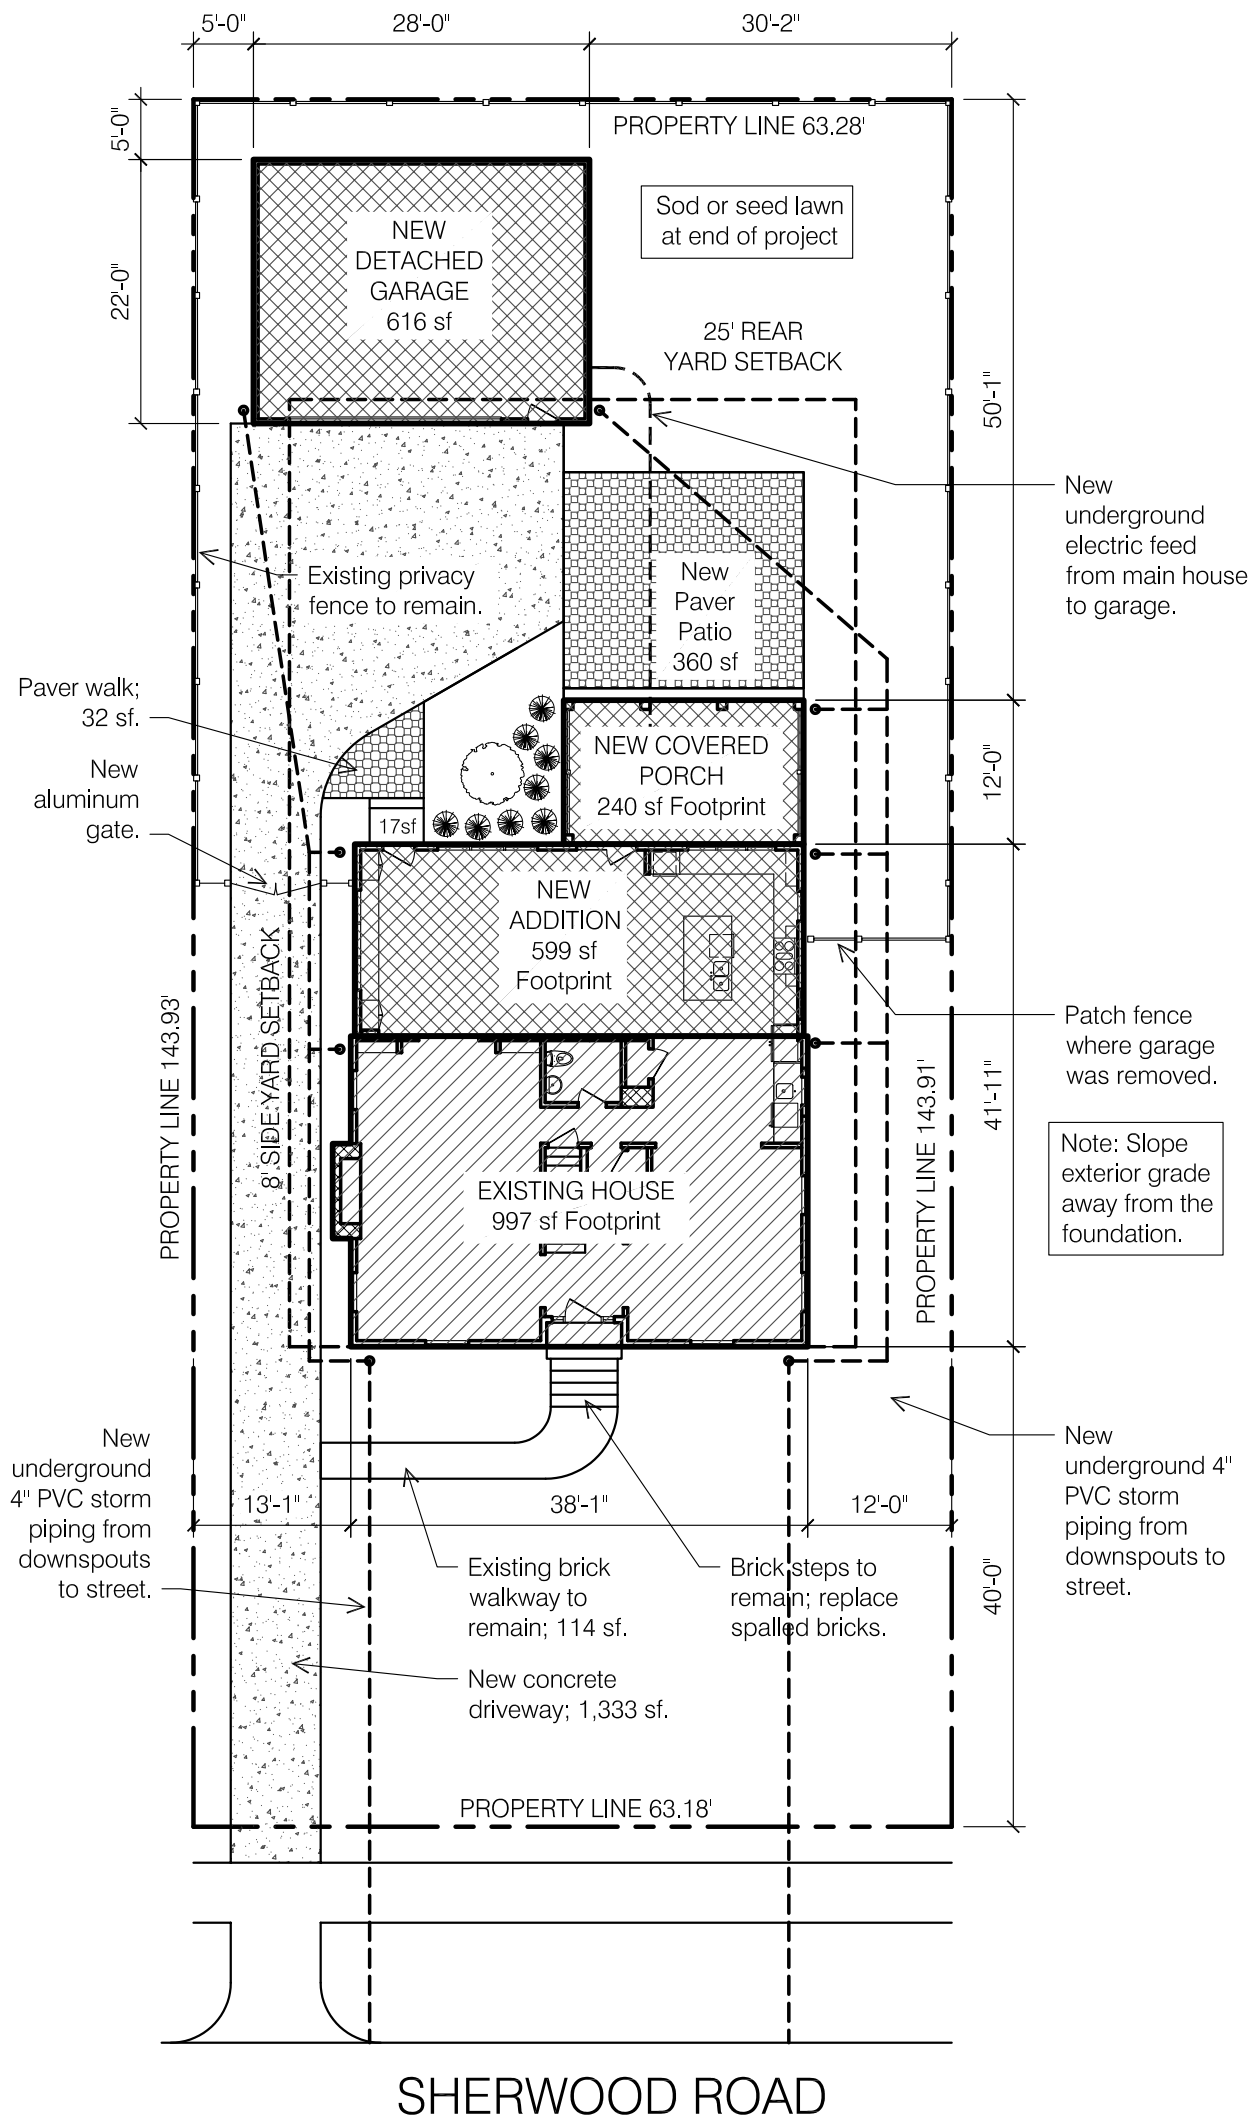 5'-0"
28'-0"
30'-2"
5'-0"
22'-0"
PROPERTY LINE 63.28'
Sod or seed lawn
at end of project
NEW
DETACHED
GARAGE
616 sf
25' REAR
YARD SETBACK
50'-1"
New
underground
electric feed
from main house
to garage.
Existing privacy
fence to remain.
New
Paver
Patio
360 sf
Paver walk;
32 sf.
New
aluminum
gate.
NEW COVERED
PORCH
240 sf Footprint
12'-0"
17sf
NEW
ADDITION
599 sf
Footprint
8' SIDE YARD SETBACK
PROPERTY LINE 143.93'
Patch fence
where garage
was removed.
PROPERTY LINE 143.91'
41'-11"
Note: Slope
exterior grade
away from the
foundation.
EXISTING HOUSE
997 sf Footprint
New
underground
4" PVC storm
piping from
downspouts
to street.
13'-1"
38'-1"
12'-0"
New
underground 4"
PVC storm
piping from
downspouts to
street.
40'-0"
Existing brick
walkway to
remain; 114 sf.
Brick steps to
remain; replace
spalled bricks.
New concrete
driveway; 1,333 sf.
PROPERTY LINE 63.18'
SHERWOOD ROAD